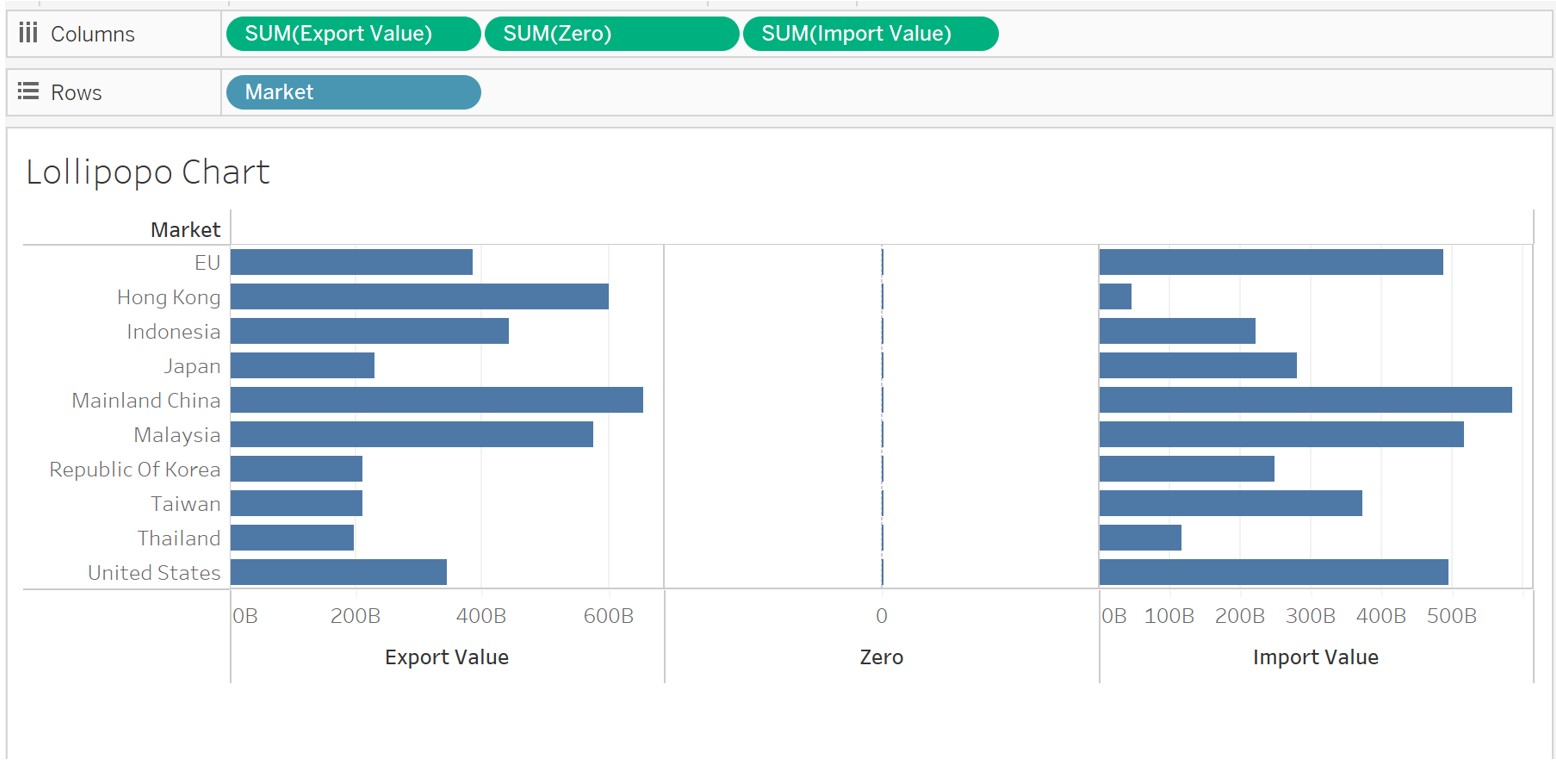 Columns SUM(Export Value) SUM(Zero) SUM(Import Value)
Rows Market
Lollipopo Chart
Market
EU
Hong Kong
Indonesia
Japan
Mainland China
Malaysia
Republic Of Korea
Taiwan
Thailand
United States
0B 200B 400B 600B 0 0B 100B 200B 300B 400B 500B
Export Value Zero Import Value